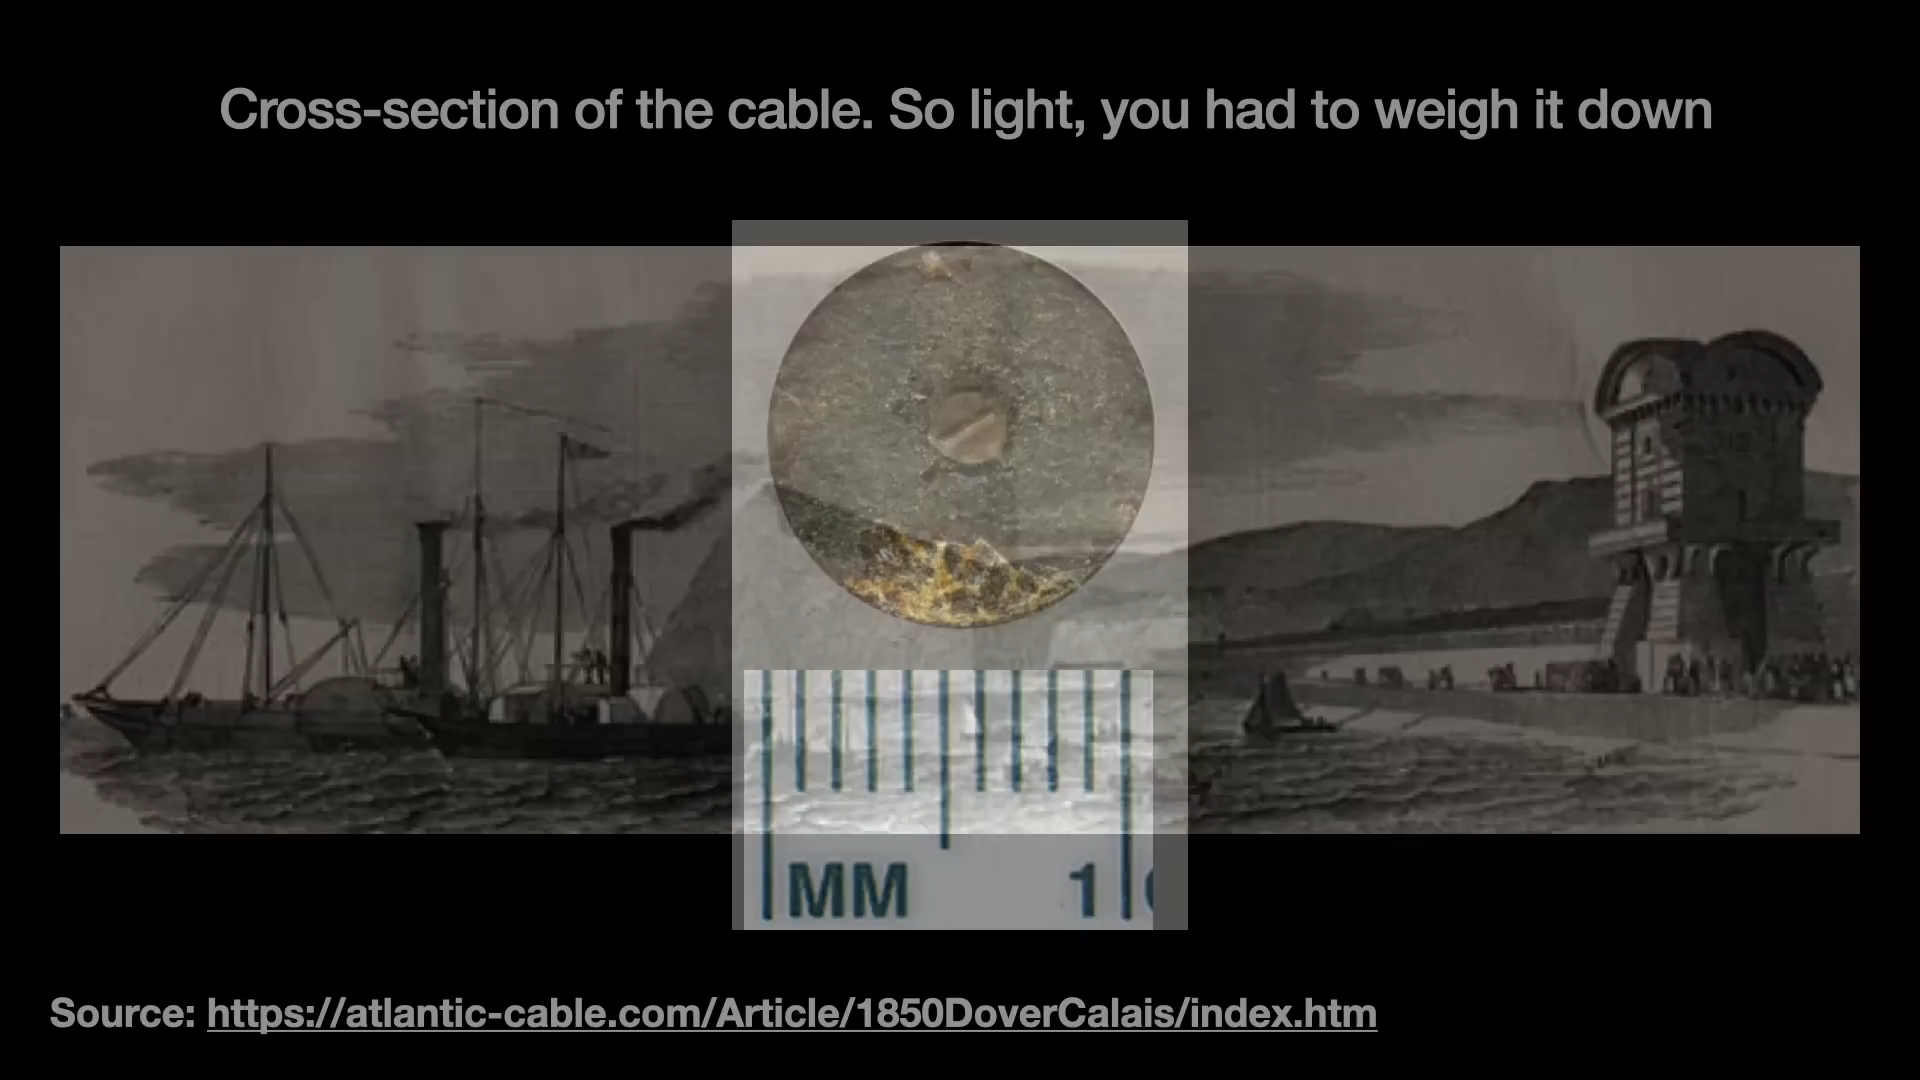 Cross-section of the cable. So light, you had to weigh it down
MM 1
Source: https://atlantic-cable.com/Article/1850DoverCalais/index.htm